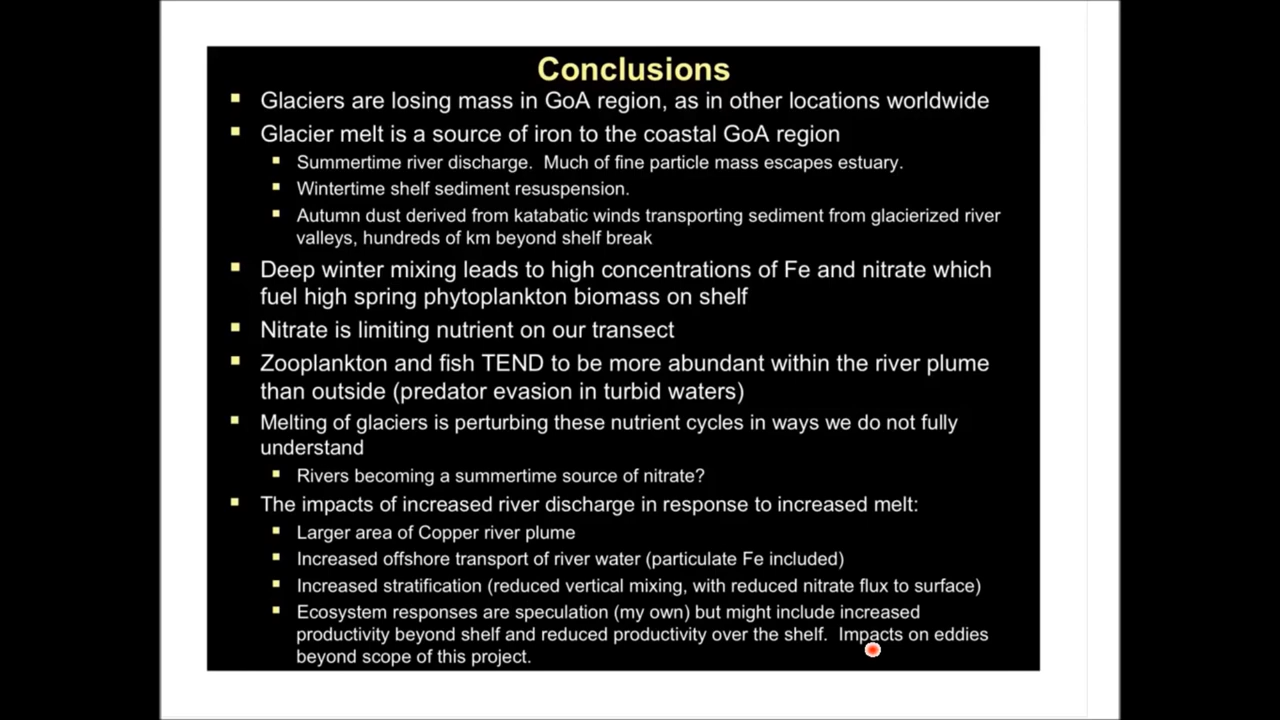 Conclusions
Glaciers are losing mass in GoA region, as in other locations worldwide
Glacier melt is a source of iron to the coastal GoA region
Summertime river discharge. Much of fine particle mass escapes estuary.
Wintertime shelf sediment resuspension.
Autumn dust derived from katabatic winds transporting sediment from glacierized river
valleys, hundreds of km beyond shelf break
Deep winter mixing leads to high concentrations of Fe and nitrate which
fuel high spring phytoplankton biomass on shelf
Nitrate is limiting nutrient on our transect
Zooplankton and fish TEND to be more abundant within the river plume
than outside (predator evasion in turbid waters)
Melting of glaciers is perturbing these nutrient cycles in ways we do not fully
understand
Rivers becoming a summertime source of nitrate?
The impacts of increased river discharge in response to increased melt:
Larger area of Copper river plume
Increased offshore transport of river water (particulate Fe included)
Increased stratification (reduced vertical mixing, with reduced nitrate flux to surface)
Ecosystem responses are speculation (my own) but might include increased
productivity beyond shelf and reduced productivity over the shelf. Impacts on eddies
beyond scope of this project.